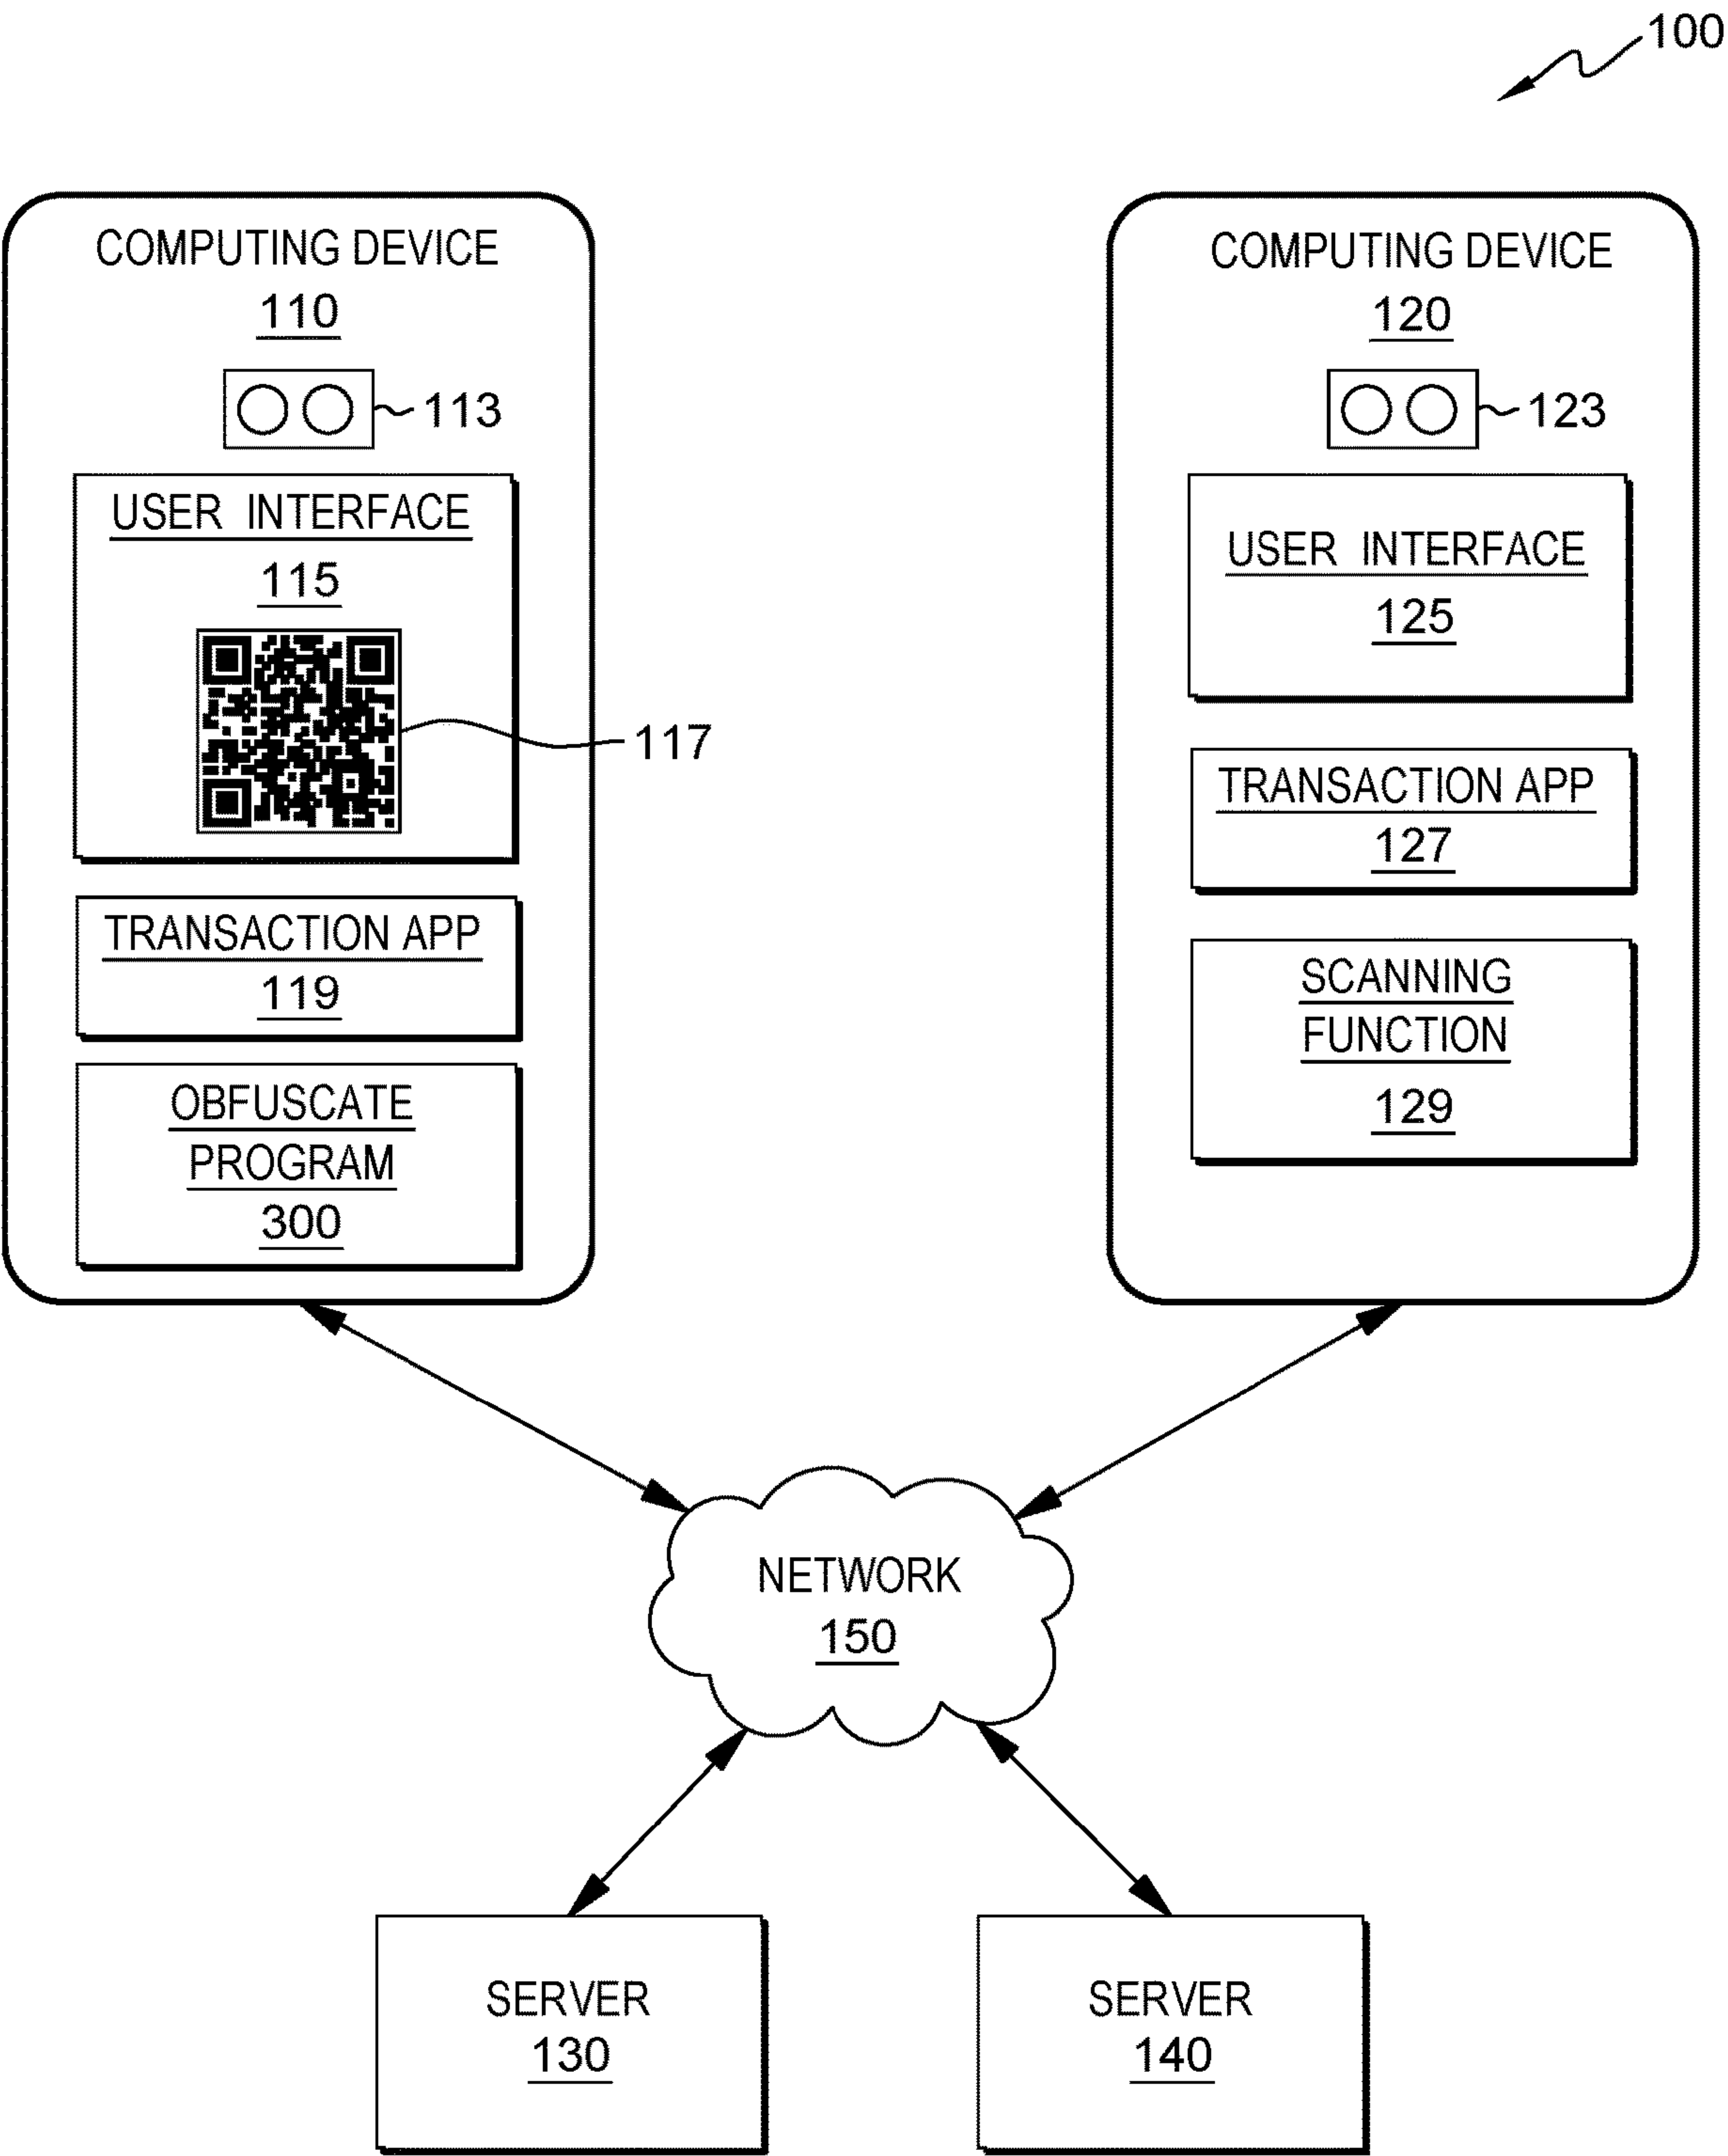 100
COMPUTING DEVICE
110
113
USER INTERFACE
115
117
TRANSACTION APP
119
OBFUSCATE
PROGRAM
300
COMPUTING DEVICE
120
123
USER INTERFACE
125
TRANSACTION APP
127
SCANNING
FUNCTION
129
NETWORK
150
SERVER
130
SERVER
140